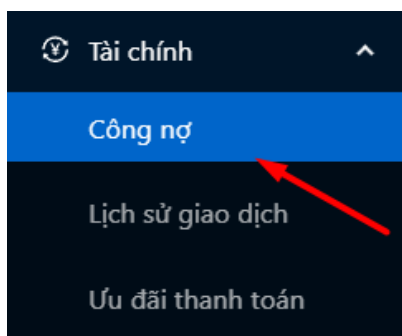 Tài chính
Công nợ
Lịch sử giao dịch
Ưu đãi thanh toán